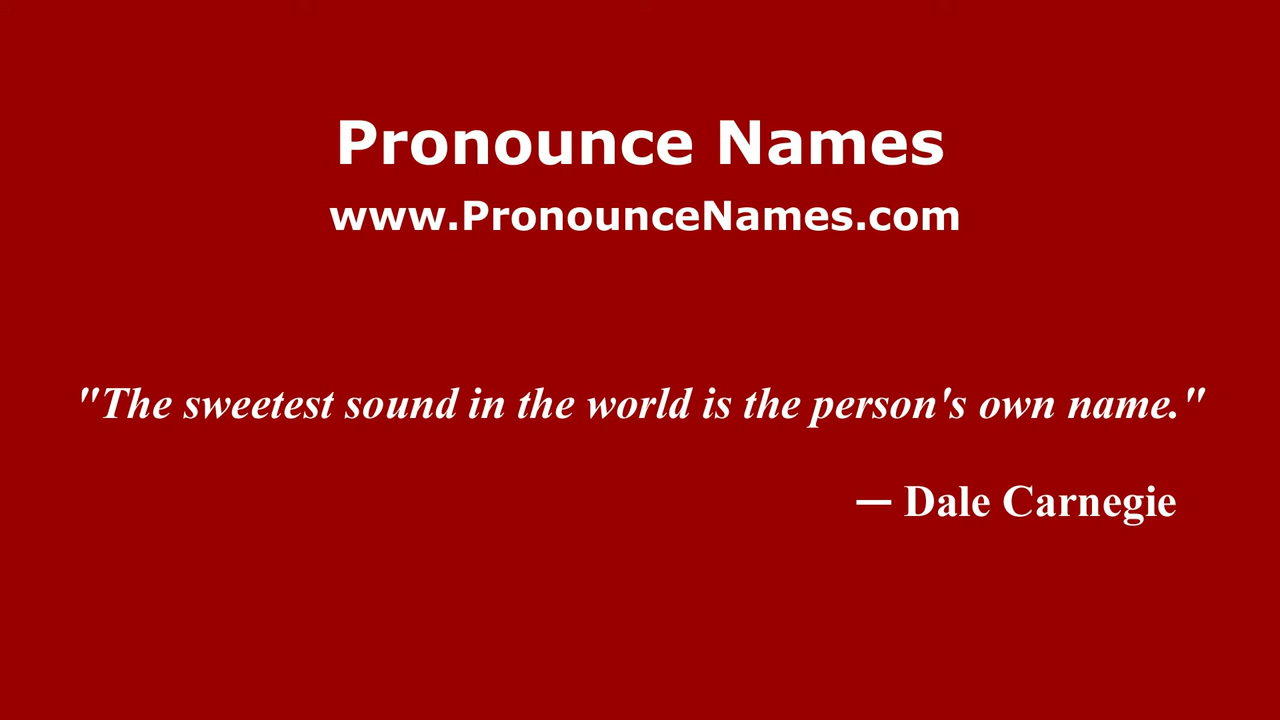 Pronounce Names
www.PronounceNames.com
"The sweetest sound in the world is the person's own name."
— Dale Carnegie